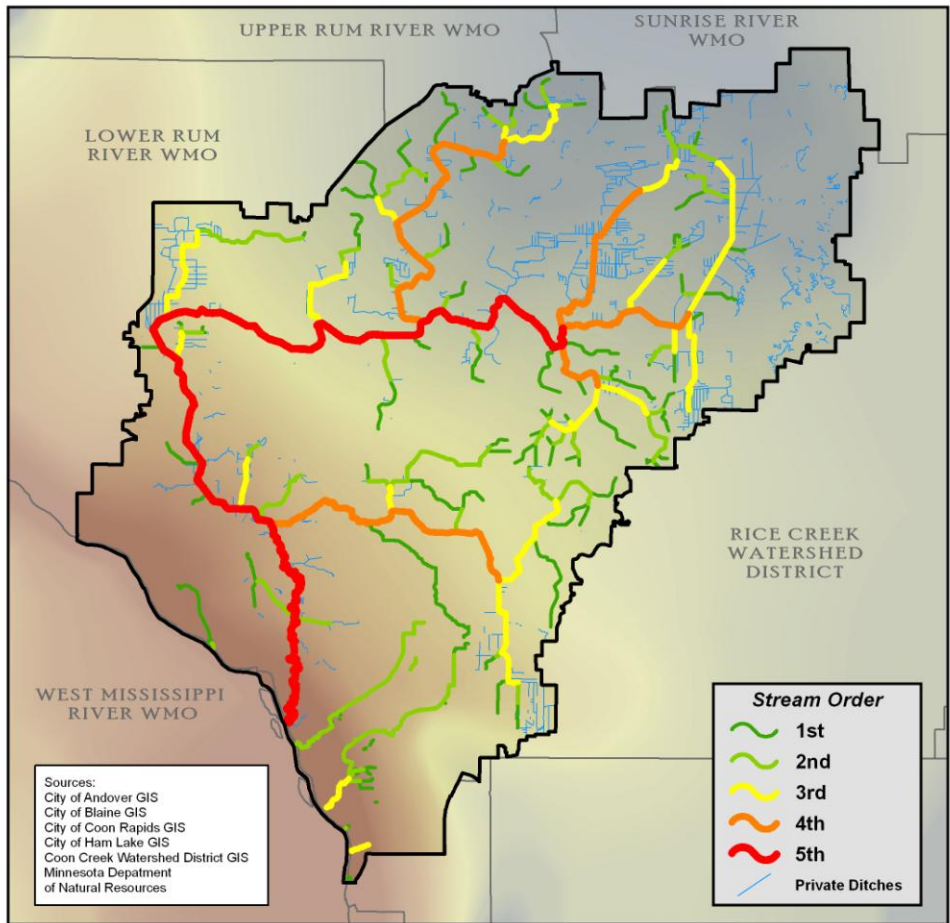 UPPER RUM RIVER WMO
SUNRISE RIVER
WMO
LOWER RUM
RIVER WMO
RICE CREEK
WATERSHED
DISTRICT
WEST MISSISSIPPI
RIVER WMO
Stream Order
1st
2nd
3rd
4th
5th
Private Ditches
Sources:
City of Andover GIS
City of Blaine GIS
City of Coon Rapids GIS
City of Ham Lake GIS
Coon Creek Watershed District GIS
Minnesota Depatment
of Natural Resources